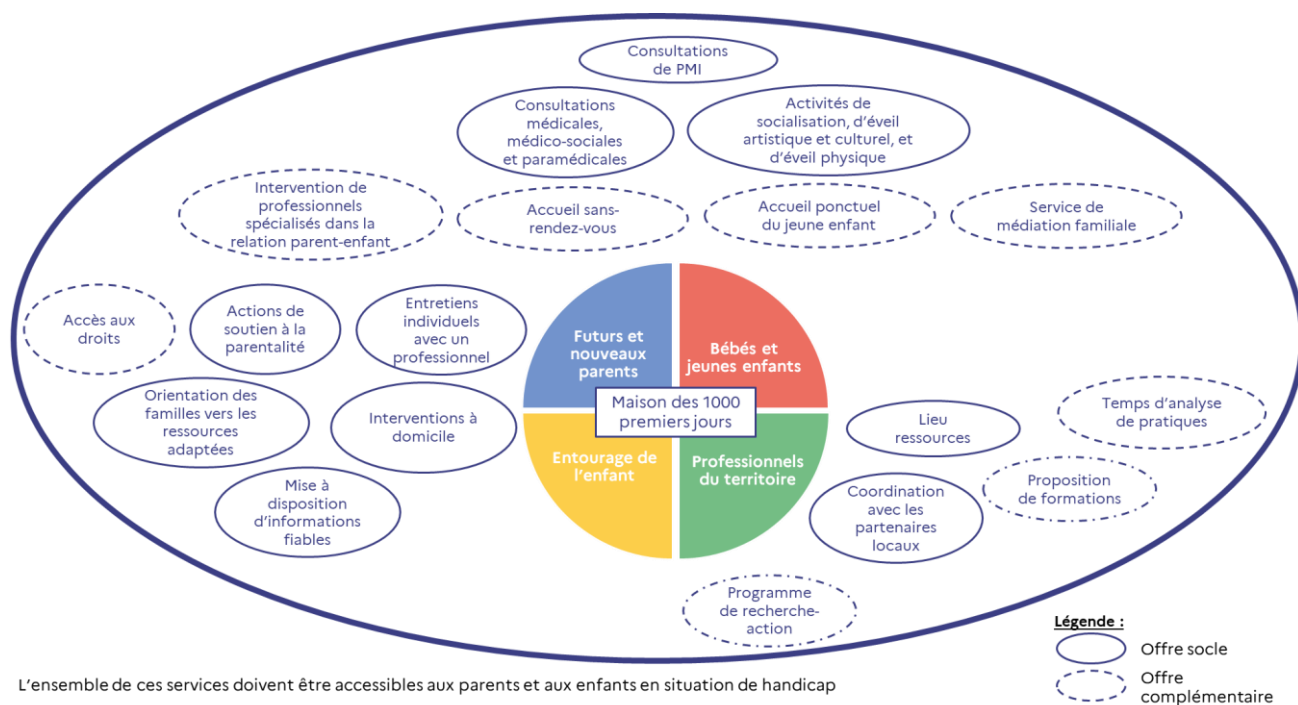 Consultations
de PMI
Consultations
médicales,
médico-sociales
et paramédicales
Activités de
socialisation, d'éveil
artistique et culturel, et
d'éveil physique
Intervention de
professionnels
spécialisés dans la
relation parent-enfant
Accueil sans-
rendez-vous
Accueil ponctuel
du jeune enfant
Service de
médiation familiale
Accès aux
droits
Actions de
soutien à la
parentalité
Entretiens
individuels
avec un
professionnel
Futurs et
nouveaux
parents
Bébés et
jeunes enfants
Maison des 1000
premiers jours
Orientation des
familles vers les
ressources
adaptées
Interventions à
domicile
Entourage de
l'enfant
Professionnels
du territoire
Lieu
ressources
Temps d'analyse
de pratiques
Mise à
disposition
d'informations
fiables
Coordination
avec les
partenaires
locaux
Proposition
de formations
Programme
de recherche-
action
Légende :
Offre socle
Offre
complémentaire
L'ensemble de ces services doivent être accessibles aux parents et aux enfants en situation de handicap